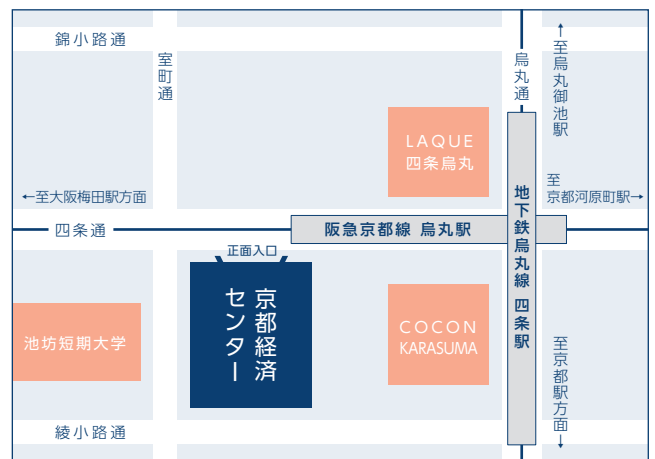 錦小路通
室町通
烏丸通
←至烏丸御池駅
LAQUE
四条烏丸
←至大阪梅田駅方面
至
京都河原町駅→
四条通
阪急京都線 烏丸駅
地下鉄烏丸線 四条駅
正面入口
京都経済
センター
池坊短期大学
COCON
KARASUMA
至京都駅方面→
綾小路通